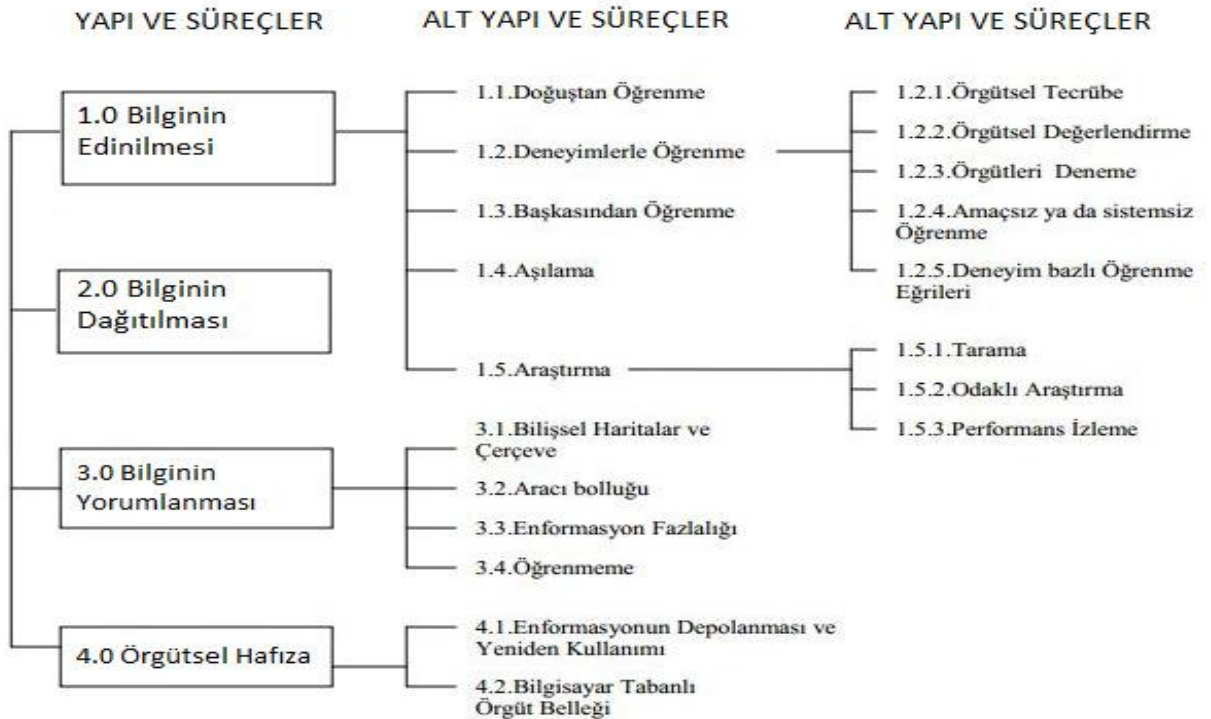 YAPI VE SÜREÇLER
ALT YAPI VE SÜREÇLER
ALT YAPI VE SÜREÇLER
1.0 Bilginin
Edinilmesi
2.0 Bilginin
Dağıtılması
3.0 Bilginin
Yorumlanması
4.0 Örgütsel Hafıza
1.1.Doğuştan Öğrenme
1.2.Deneyimlerle Öğrenme
1.3.Başkasından Öğrenme
1.4.Aşılama
1.5.Araştırma
3.1.Bilişsel Haritalar ve
Çerçeve
3.2.Aracı bolluğu
3.3.Enformasyon Fazlalığı
3.4.Öğrenmeme
4.1.Enformasyonun Depolanması ve
Yeniden Kullanımı
4.2.Bilgisayar Tabanlı
Örgüt Belleği
1.2.1.Örgütsel Tecrübe
1.2.2.Örgütsel Değerlendirme
1.2.3.Örgütleri Deneme
1.2.4.Amaçsız ya da sistemsiz
Öğrenme
1.2.5.Deneyim bazlı Öğrenme
Eğrileri
1.5.1.Tarama
1.5.2.Odaklı Araştırma
1.5.3.Performans İzleme